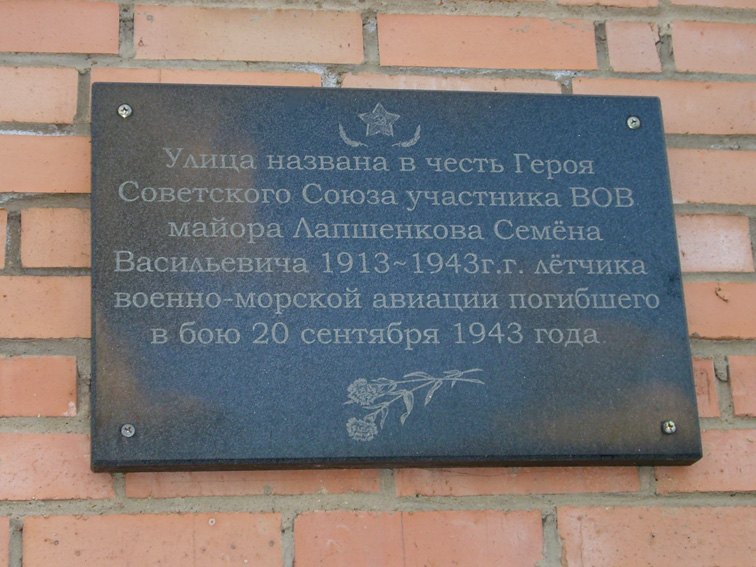 Улица названа в честь Героя
Советского Союза участника ВОВ
майора Лапшенкова Семёна
Васильевича 1913~1943г.г. лётчика
военно-морской авиации погибшего
в бою 20 сентября 1943 года